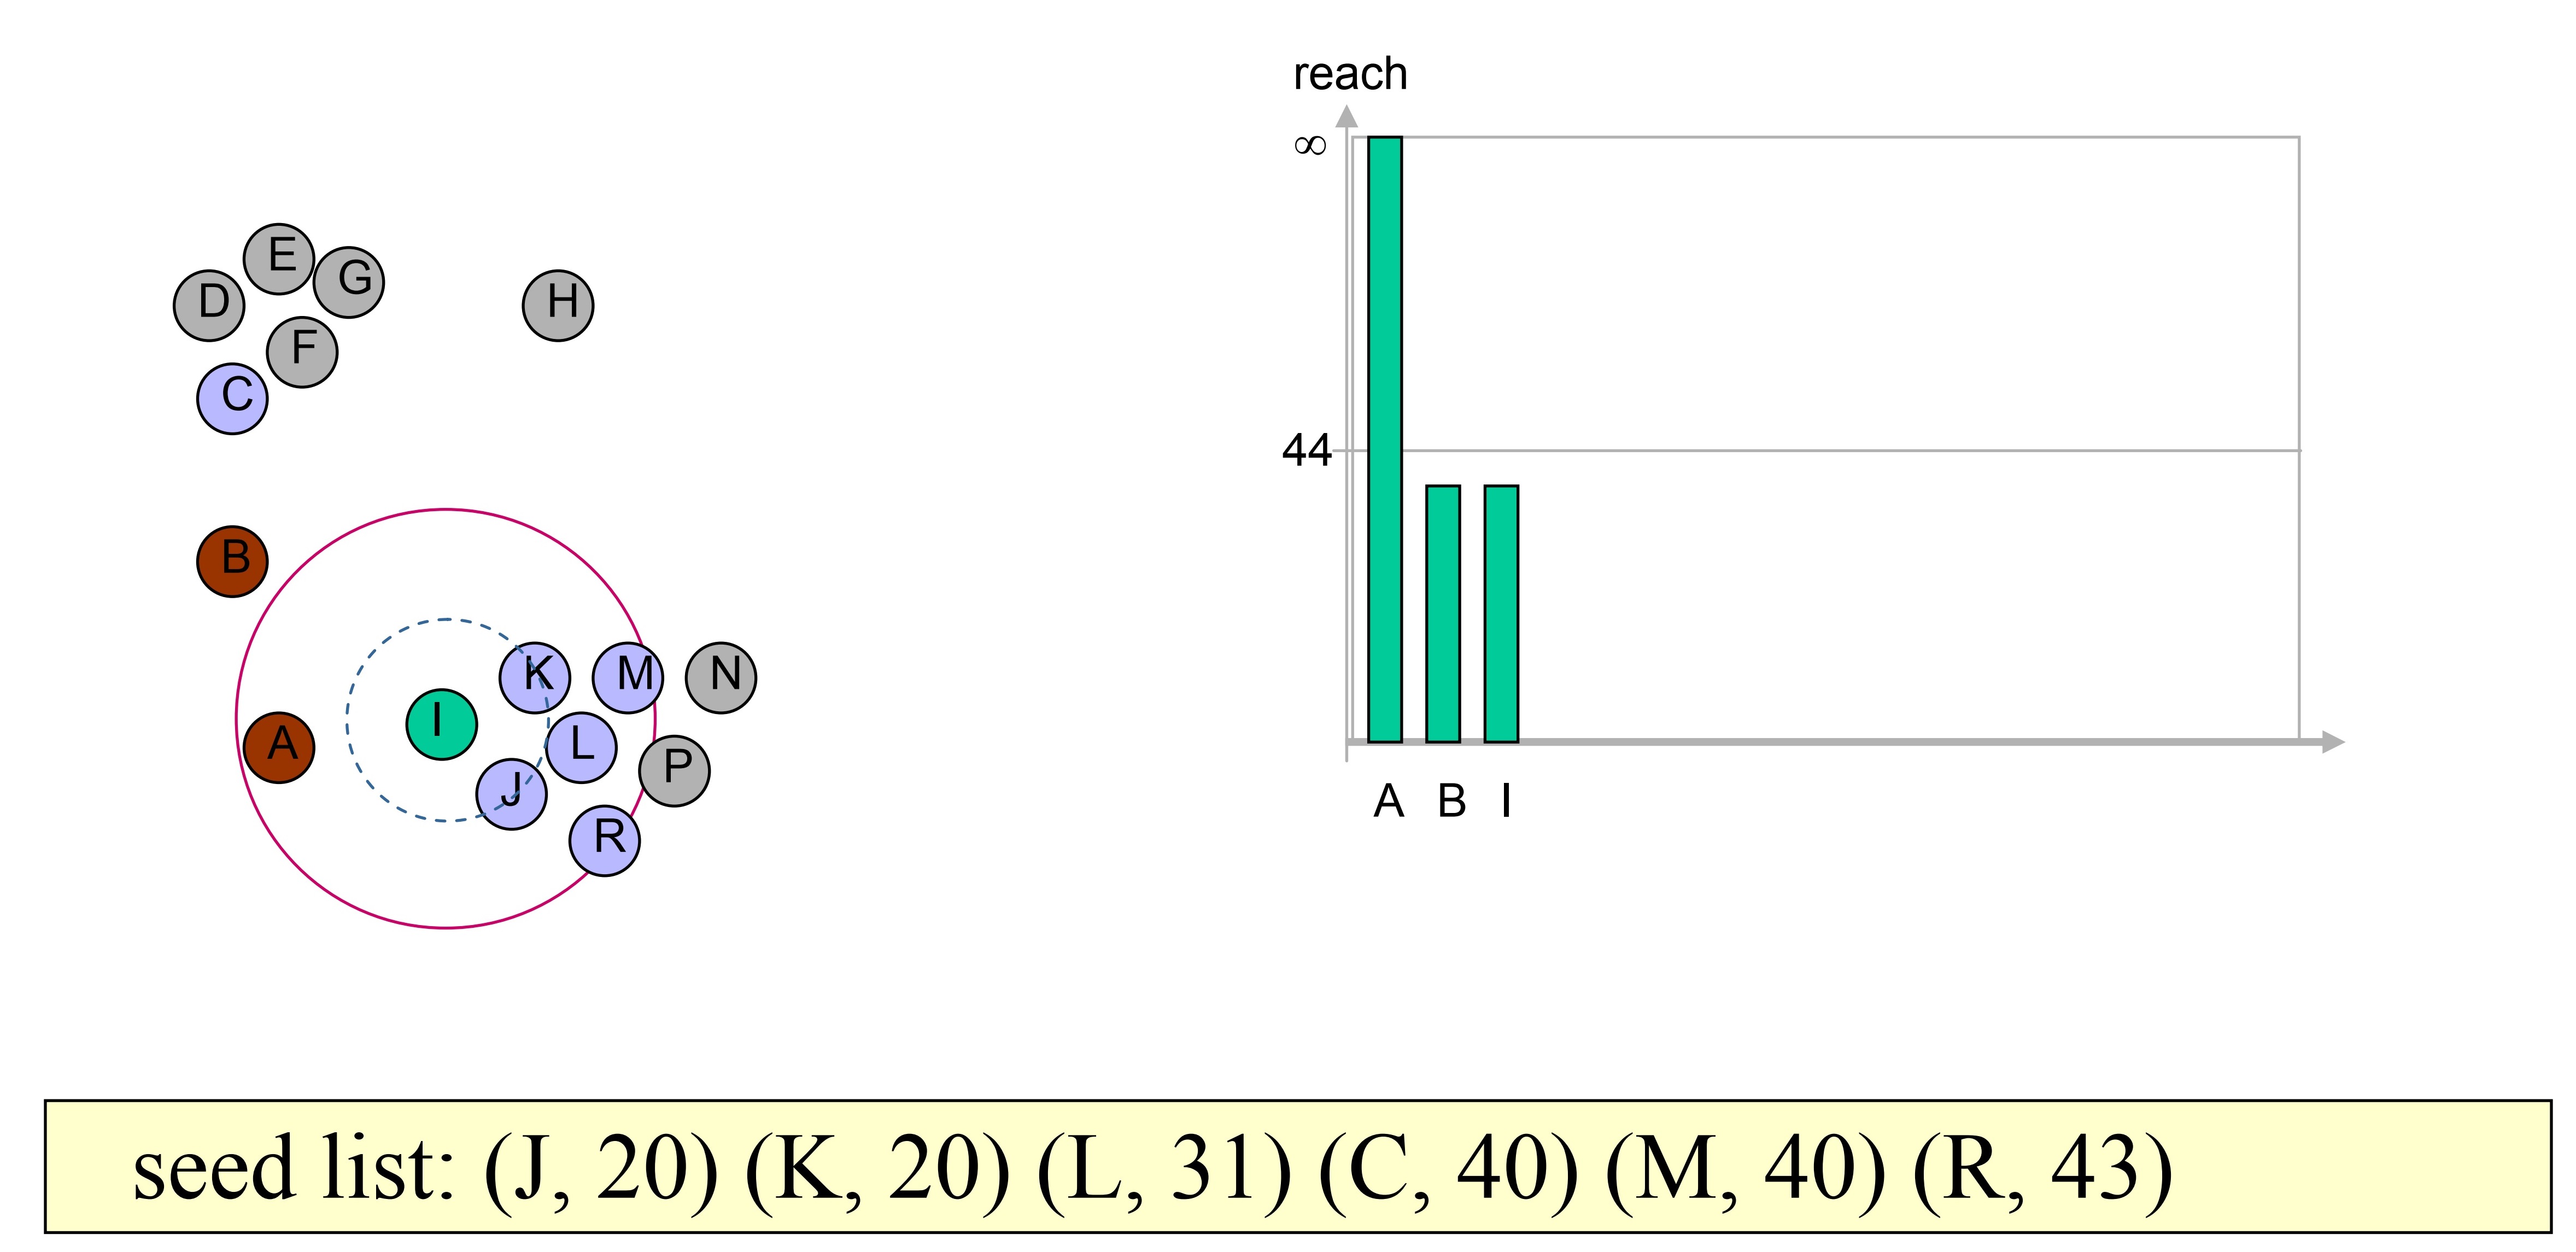 reach
∞
44
A B I
E
G
D
H
F
C
B
K
M
N
I
A
L
P
J
R
seed list: (J, 20) (K, 20) (L, 31) (C, 40) (M, 40) (R, 43)